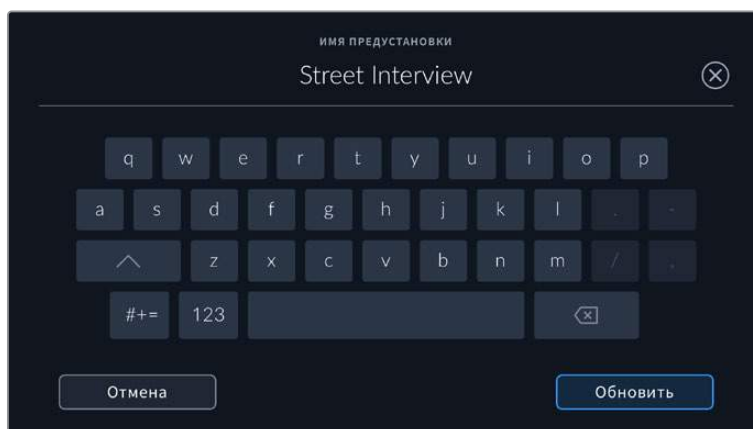 ИМЯ ПРЕДУСТАНОВКИ
Street Interview
q w e r t y u i o p
a s d f g h j k l . -
z x c v b n m / ,
#+= 123
Отмена Обновить